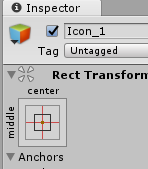 Inspector
Icon_1
Tag Untagged
Rect Transform
center
middle
Anchors